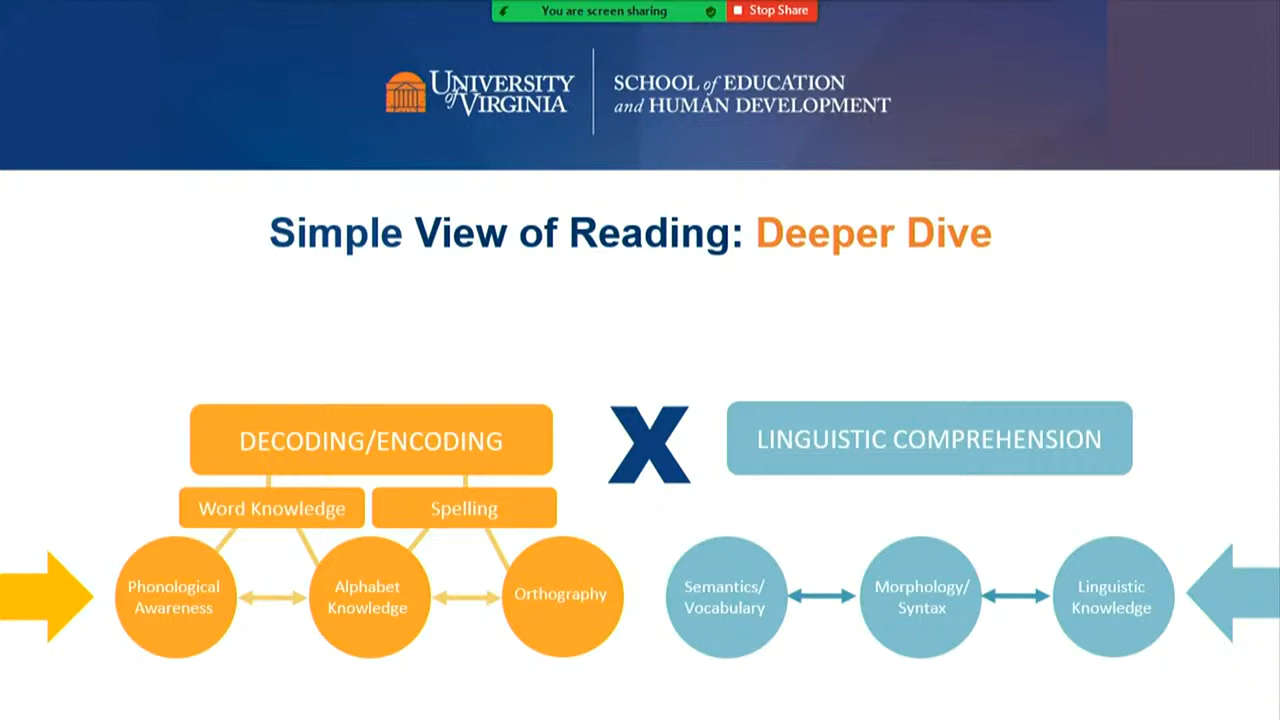 You are screen sharing
Stop Share
UNIVERSITY
of VIRGINIA
SCHOOL of EDUCATION
and HUMAN DEVELOPMENT
Simple View of Reading: Deeper Dive
DECODING/ENCODING
X
LINGUISTIC COMPREHENSION
Word Knowledge
Spelling
Phonological
Awareness
Alphabet
Knowledge
Orthography
Semantics/
Vocabulary
Morphology/
Syntax
Linguistic
Knowledge